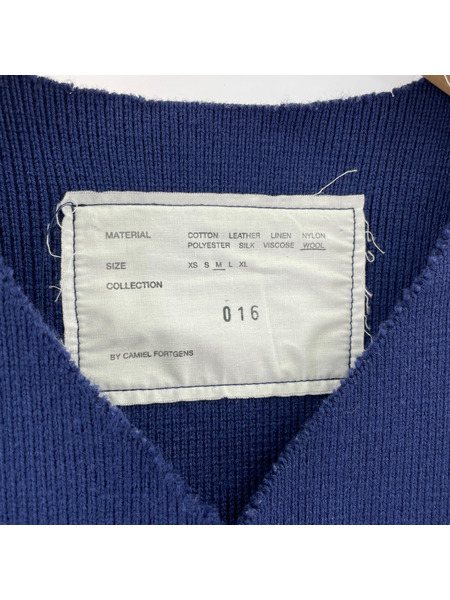 MATERIAL COTTON LEATHER LINEN NYLON
POLYESTER SILK VISCOSE WOOL
SIZE XS S M L XL
COLLECTION
016
BY CAMIEL FORTGENS